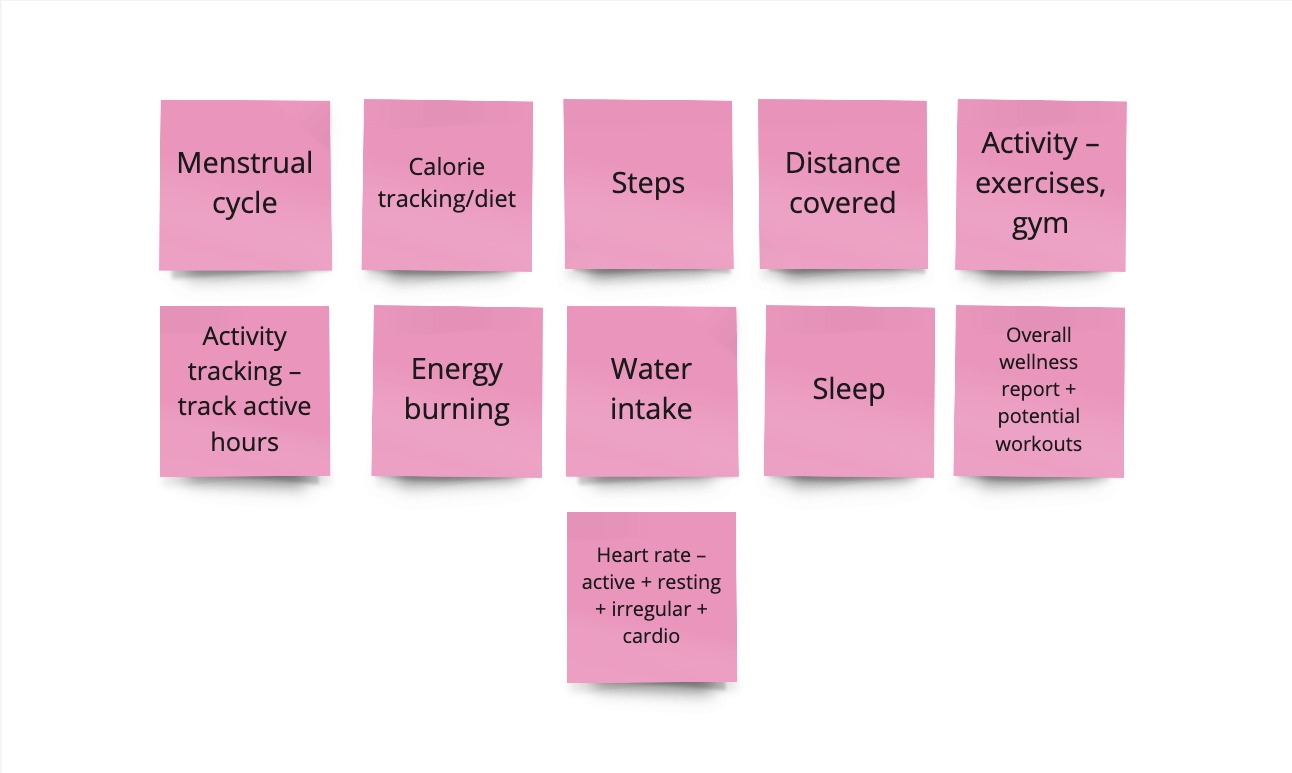 Menstrual
cycle
Calorie
tracking/diet
Steps
Distance
covered
Activity –
exercises,
gym
Activity
tracking –
track active
hours
Energy
burning
Water
intake
Sleep
Overall
wellness
report +
potential
workouts
Heart rate –
active + resting
+ irregular +
cardio